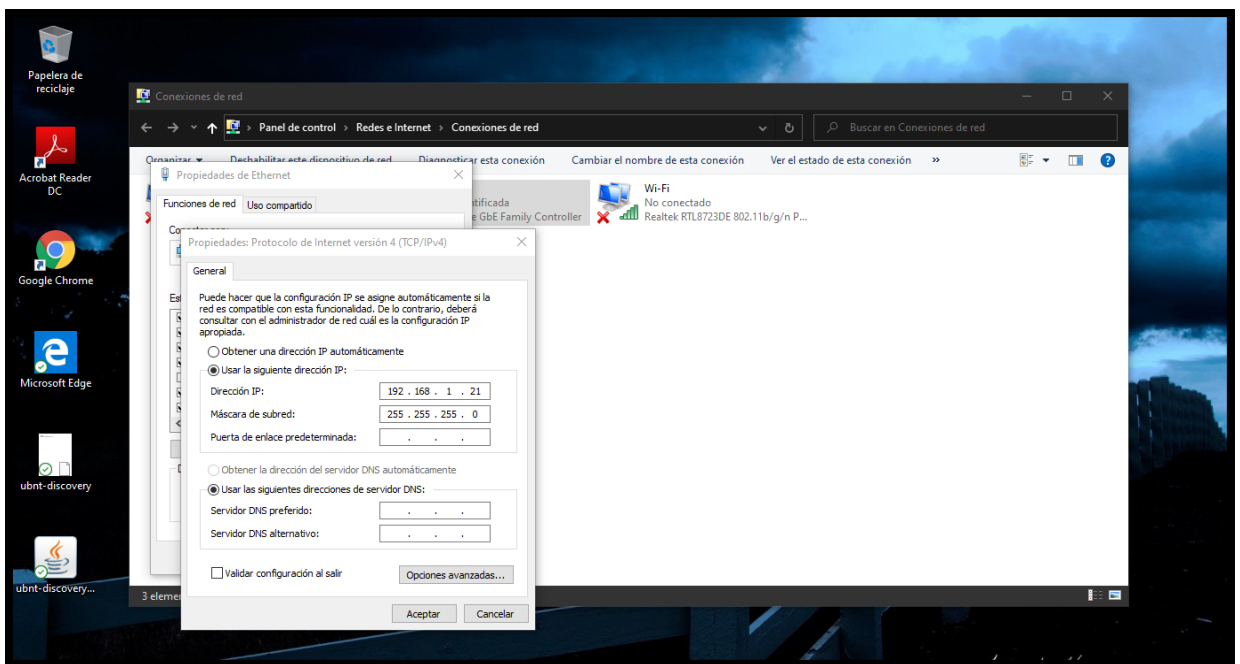 Papelera de
reciclaje
Acrobat Reader
DC
Google Chrome
Microsoft Edge
ubnt-discovery
ubnt-discovery...
Conexiones de red
Panel de control › Redes e Internet › Conexiones de red
Buscar en Conexiones de red
Organizar Deshabilitar este dispositivo de red Diagnosticar esta conexión Cambiar el nombre de esta conexión Ver el estado de esta conexión »
Wi-Fi
No conectado
Realtek RTL8723DE 802.11b/g/n P...
GbE Family Controller
Propiedades de Ethernet
Funciones de red Uso compartido
Propiedades: Protocolo de Internet versión 4 (TCP/IPv4)
General
Puede hacer que la configuración IP se asigne automáticamente si la
red es compatible con esta funcionalidad. De lo contrario, deberá
consultar con el administrador de red cuál es la configuración IP
apropiada.
Obtener una dirección IP automáticamente
Usar la siguiente dirección IP:
Dirección IP: 192 . 168 . 1 . 21
Máscara de subred: 255 . 255 . 255 . 0
Puerta de enlace predeterminada: . . .
Obtener la dirección del servidor DNS automáticamente
Usar las siguientes direcciones de servidor DNS:
Servidor DNS preferido: . . .
Servidor DNS alternativo: . . .
Validar configuración al salir
Opciones avanzadas...
Aceptar Cancelar